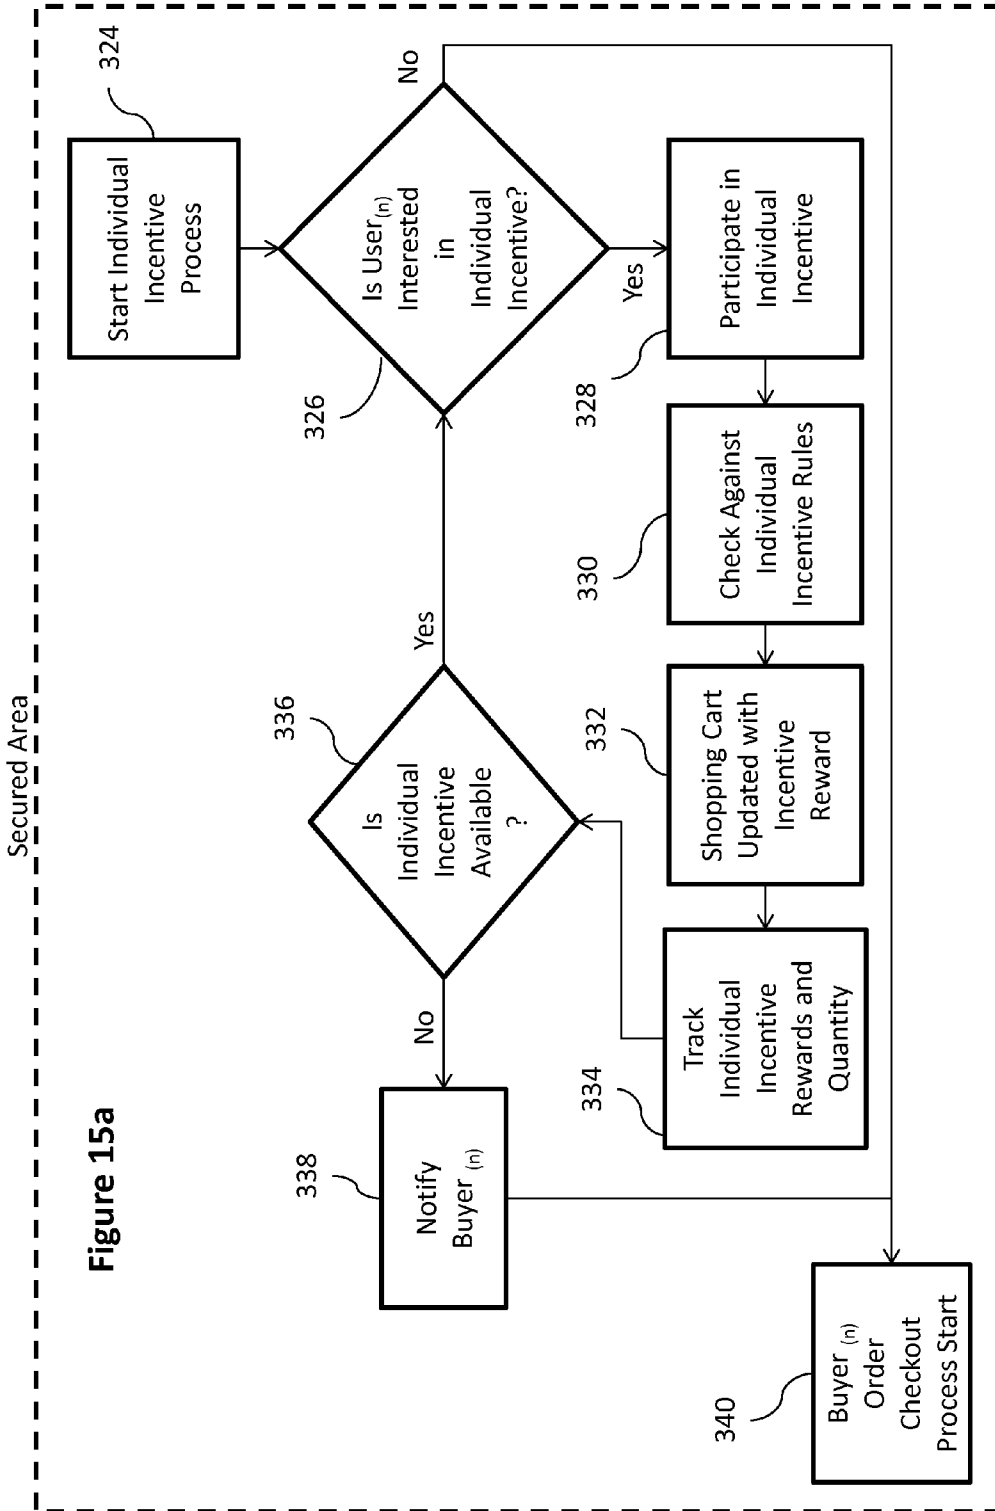 Secured Area
Figure 15a
324
Start Individual
Incentive
Process
326
Is User(n)
Interested
in
Individual
Incentive?
No
Yes
328
Participate in
Individual
Incentive
330
Check Against
Individual
Incentive Rules
332
Shopping Cart
Updated with
Incentive
Reward
334
Track
Individual
Incentive
Rewards and
Quantity
336
Is
Individual
Incentive
Available
?
Yes
No
338
Notify
Buyer (n)
340
Buyer (n)
Order
Checkout
Process Start